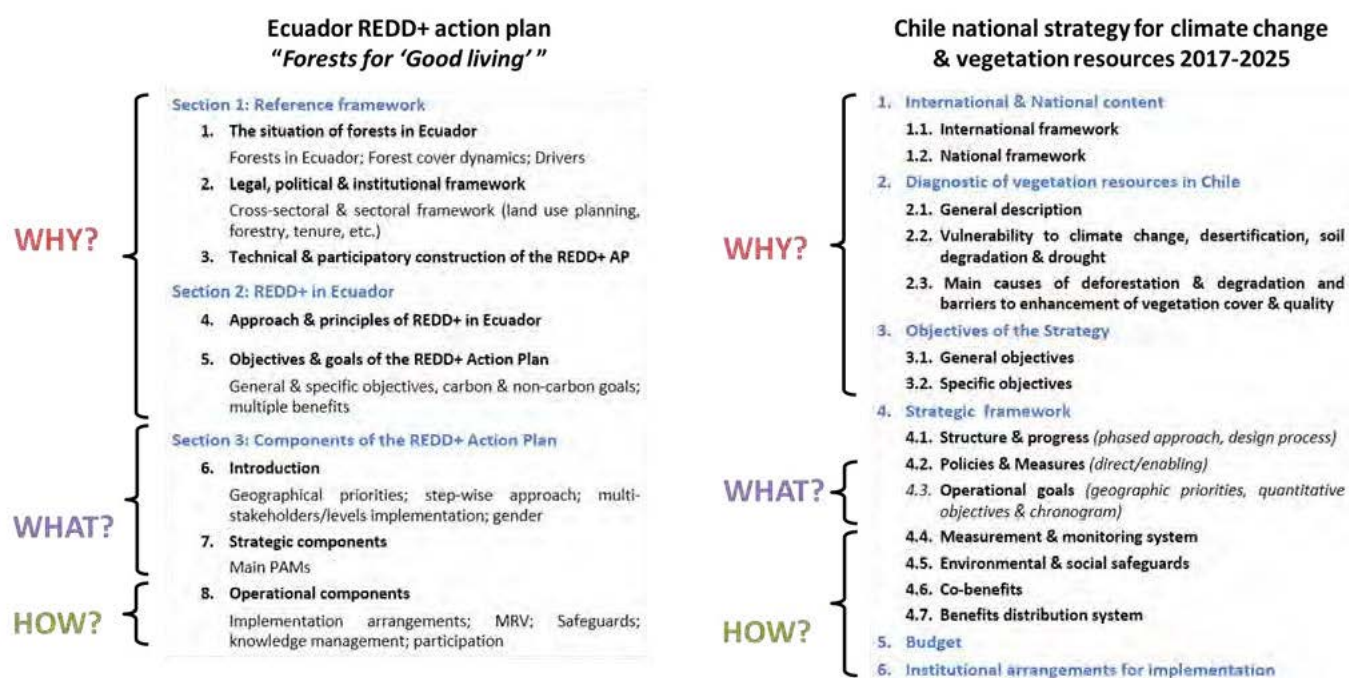 Ecuador REDD+ action plan
“Forests for ‘Good living’ ”
WHY?
Section 1: Reference framework
1. The situation of forests in Ecuador
Forests in Ecuador; Forest cover dynamics; Drivers
2. Legal, political & institutional framework
Cross-sectoral & sectoral framework (land use planning,
forestry, tenure, etc.)
3. Technical & participatory construction of the REDD+ AP
Section 2: REDD+ in Ecuador
4. Approach & principles of REDD+ in Ecuador
5. Objectives & goals of the REDD+ Action Plan
General & specific objectives, carbon & non-carbon goals;
multiple benefits
WHAT?
Section 3: Components of the REDD+ Action Plan
6. Introduction
Geographical priorities; step-wise approach; multi-
stakeholders/levels implementation; gender
7. Strategic components
Main PAMs
HOW?
8. Operational components
Implementation arrangements; MRV; Safeguards;
knowledge management; participation
Chile national strategy for climate change
& vegetation resources 2017-2025
WHY?
1. International & National content
1.1. International framework
1.2. National framework
2. Diagnostic of vegetation resources in Chile
2.1. General description
2.2. Vulnerability to climate change, desertification, soil
degradation & drought
2.3. Main causes of deforestation & degradation and
barriers to enhancement of vegetation cover & quality
3. Objectives of the Strategy
3.1. General objectives
3.2. Specific objectives
4. Strategic framework
4.1. Structure & progress (phased approach, design process)
WHAT?
4.2. Policies & Measures (direct/enabling)
4.3. Operational goals (geographic priorities, quantitative
objectives & chronogram)
HOW?
4.4. Measurement & monitoring system
4.5. Environmental & social safeguards
4.6. Co-benefits
4.7. Benefits distribution system
5. Budget
6. Institutional arrangements for implementation